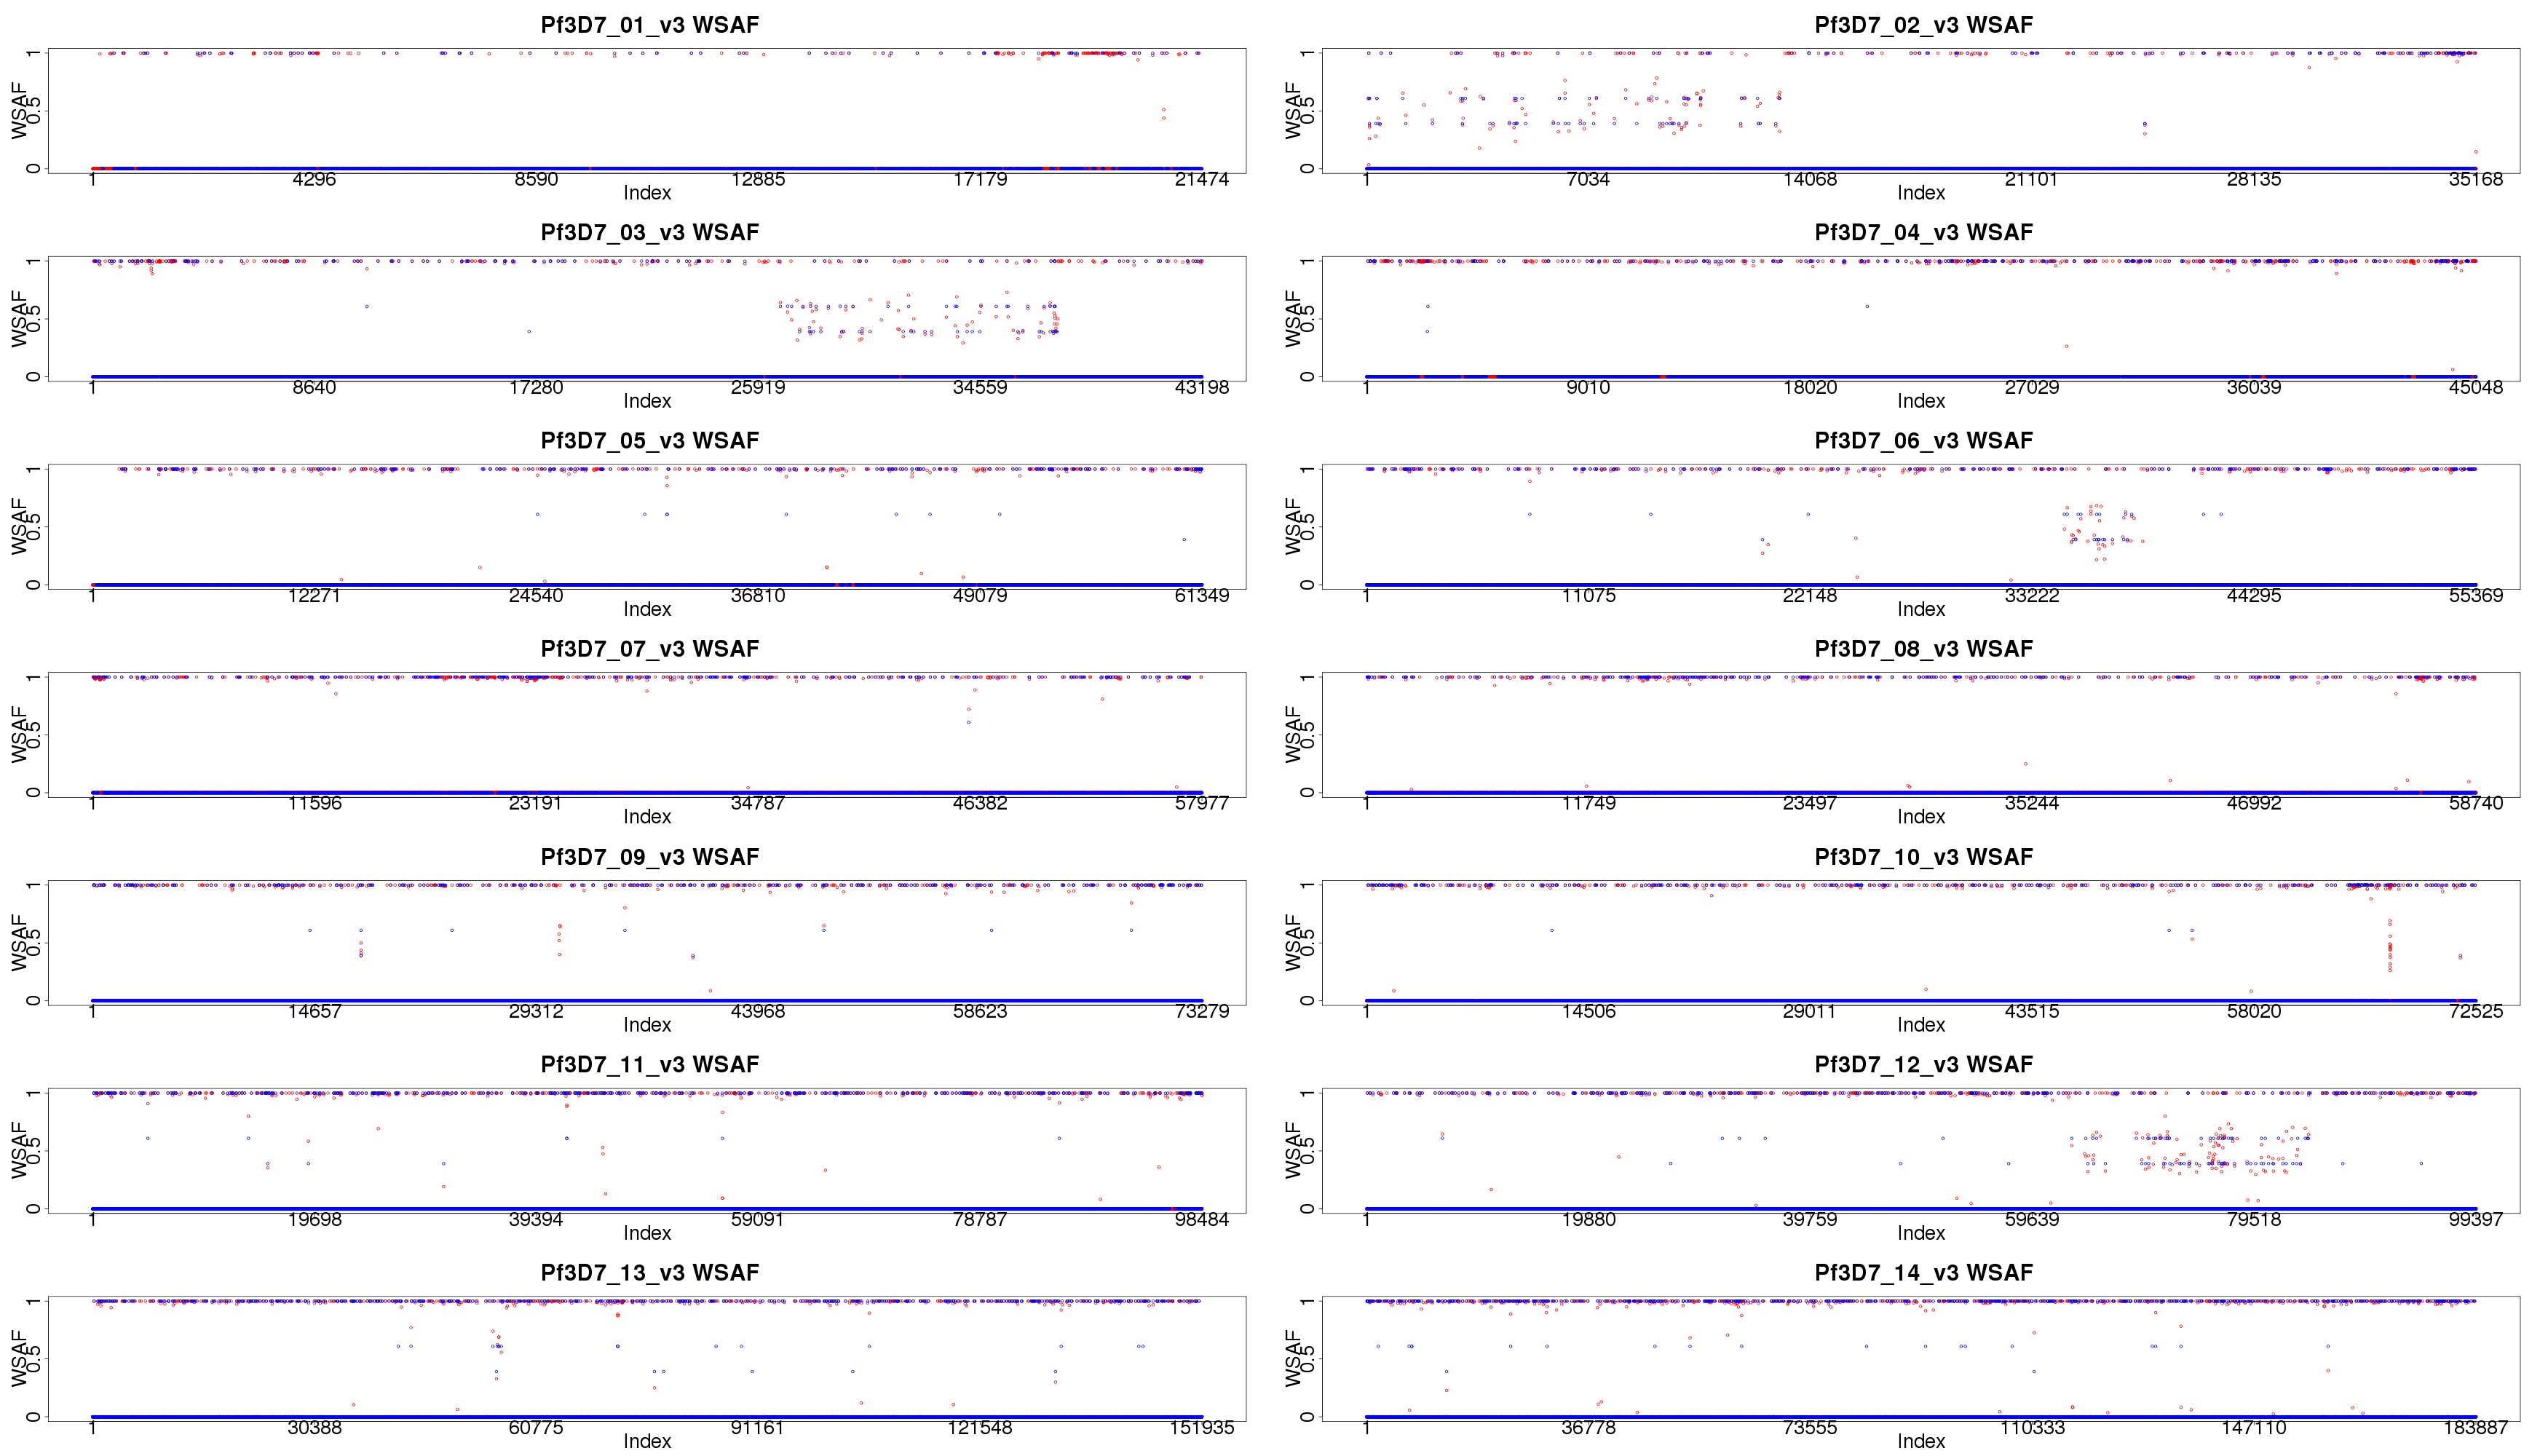 Pf3D7_01_v3 WSAF
WSAF
0 0.5 1
1 4296 8590 12885 17179 21474
Index
Pf3D7_02_v3 WSAF
WSAF
0 0.5 1
1 7034 14068 21101 28135 35168
Index
Pf3D7_03_v3 WSAF
WSAF
0 0.5 1
1 8640 17280 25919 34559 43198
Index
Pf3D7_04_v3 WSAF
WSAF
0 0.5 1
1 9010 18020 27029 36039 45048
Index
Pf3D7_05_v3 WSAF
WSAF
0 0.5 1
1 12271 24540 36810 49079 61349
Index
Pf3D7_06_v3 WSAF
WSAF
0 0.5 1
1 11075 22148 33222 44295 55369
Index
Pf3D7_07_v3 WSAF
WSAF
0 0.5 1
1 11596 23191 34787 46382 57977
Index
Pf3D7_08_v3 WSAF
WSAF
0 0.5 1
1 11749 23497 35244 46992 58740
Index
Pf3D7_09_v3 WSAF
WSAF
0 0.5 1
1 14657 29312 43968 58623 73279
Index
Pf3D7_10_v3 WSAF
WSAF
0 0.5 1
1 14506 29011 43515 58020 72525
Index
Pf3D7_11_v3 WSAF
WSAF
0 0.5 1
1 19698 39394 59091 78787 98484
Index
Pf3D7_12_v3 WSAF
WSAF
0 0.5 1
1 19880 39759 59639 79518 99397
Index
Pf3D7_13_v3 WSAF
WSAF
0 0.5 1
1 30388 60775 91161 121548 151935
Index
Pf3D7_14_v3 WSAF
WSAF
0 0.5 1
1 36778 73555 110333 147110 183887
Index